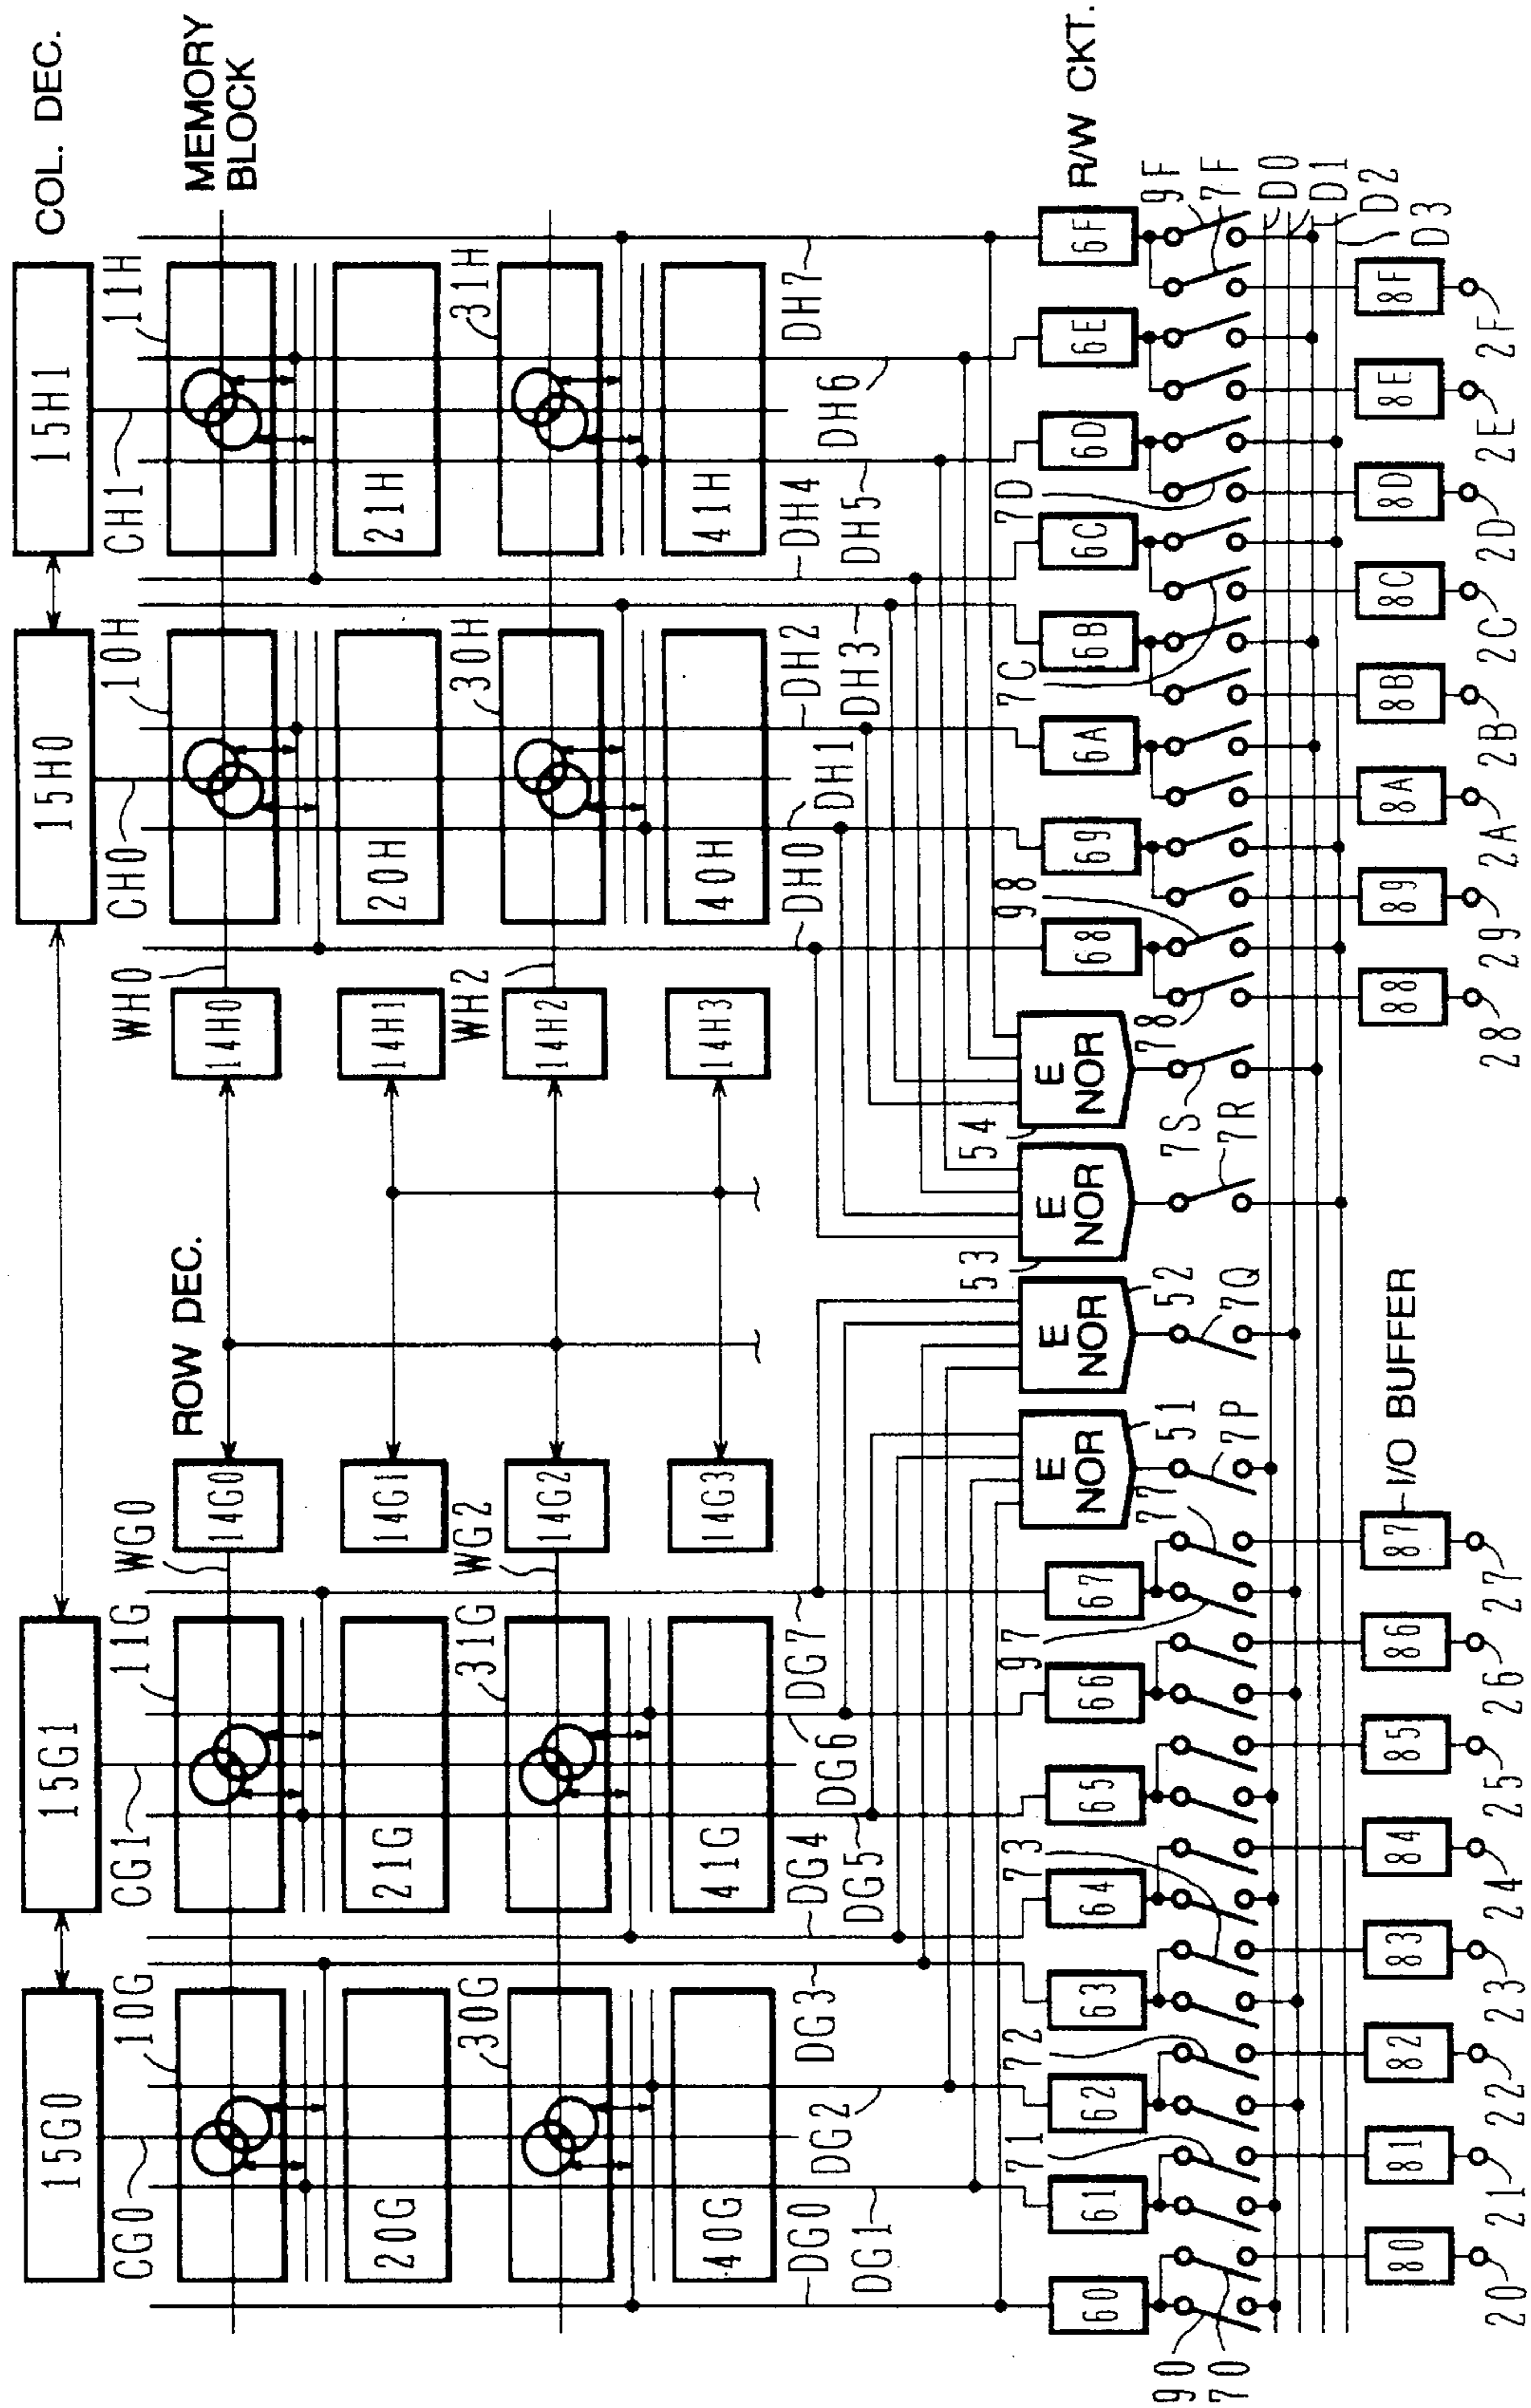 COL. DEC.
15G0
15G1
15H0
15H1
CG0
CG1
CH0
CH1
10G
11G
10H
11H
MEMORY
BLOCK
WG0
ROW DEC.
WH0
14G0
14H0
20G
21G
14G1
14H1
20H
21H
30G
31G
WG2
WH2
30H
31H
14G2
14H2
40G
41G
14G3
14H3
40H
41H
DG0
DG1
DG2
DG3
DG4
DG5
DG6
DG7
DH0
DH1
DH2
DH3
DH4
DH5
DH6
DH7
E
NOR
51
E
NOR
52
E
NOR
53
E
NOR
54
R/W CKT.
60
61
62
63
64
65
66
67
68
69
6A
6B
6C
6D
6E
6F
90
70
71
72
73
97
77
7P
7Q
7R
7S
78
98
7C
7D
9F
7F
D0
D1
D2
D3
I/O BUFFER
80
81
82
83
84
85
86
87
88
89
8A
8B
8C
8D
8E
8F
20
21
22
23
24
25
26
27
28
29
2A
2B
2C
2D
2E
2F